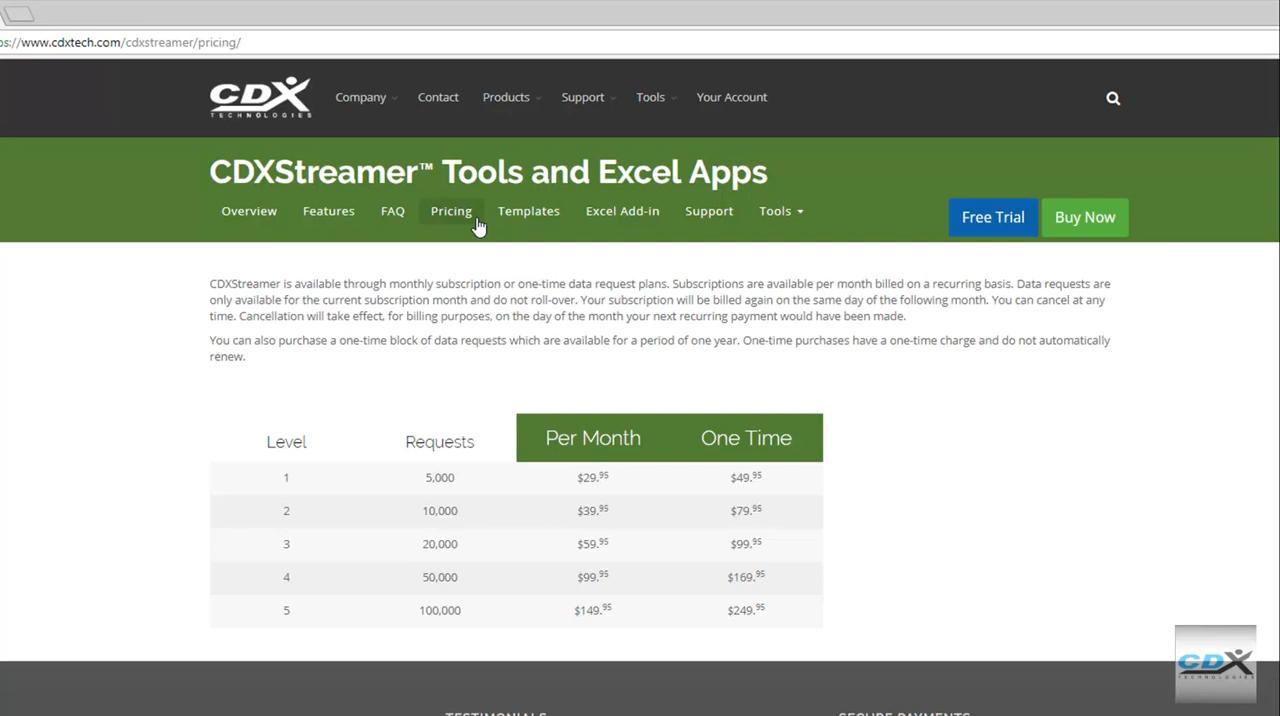 ps://www.cdxtech.com/cdxstreamer/pricing/
CDX TECHNOLOGIES
Company Contact Products Support Tools Your Account
CDXStreamer™ Tools and Excel Apps
Overview Features FAQ Pricing Templates Excel Add-in Support Tools
Free Trial Buy Now
CDXStreamer is available through monthly subscription or one-time data request plans. Subscriptions are available per month billed on a recurring basis. Data requests are
only available for the current subscription month and do not roll-over. Your subscription will be billed again on the same day of the following month. You can cancel at any
time. Cancellation will take effect, for billing purposes, on the day of the month your next recurring payment would have been made.
You can also purchase a one-time block of data requests which are available for a period of one year. One-time purchases have a one-time charge and do not automatically
renew.
Level Requests Per Month One Time
1 5,000 $29.95 $49.95
2 10,000 $39.95 $79.95
3 20,000 $59.95 $99.95
4 50,000 $99.95 $169.95
5 100,000 $149.95 $249.95
CDX TECHNOLOGIES
TESTIMONIALS SECURE PAYMENTS